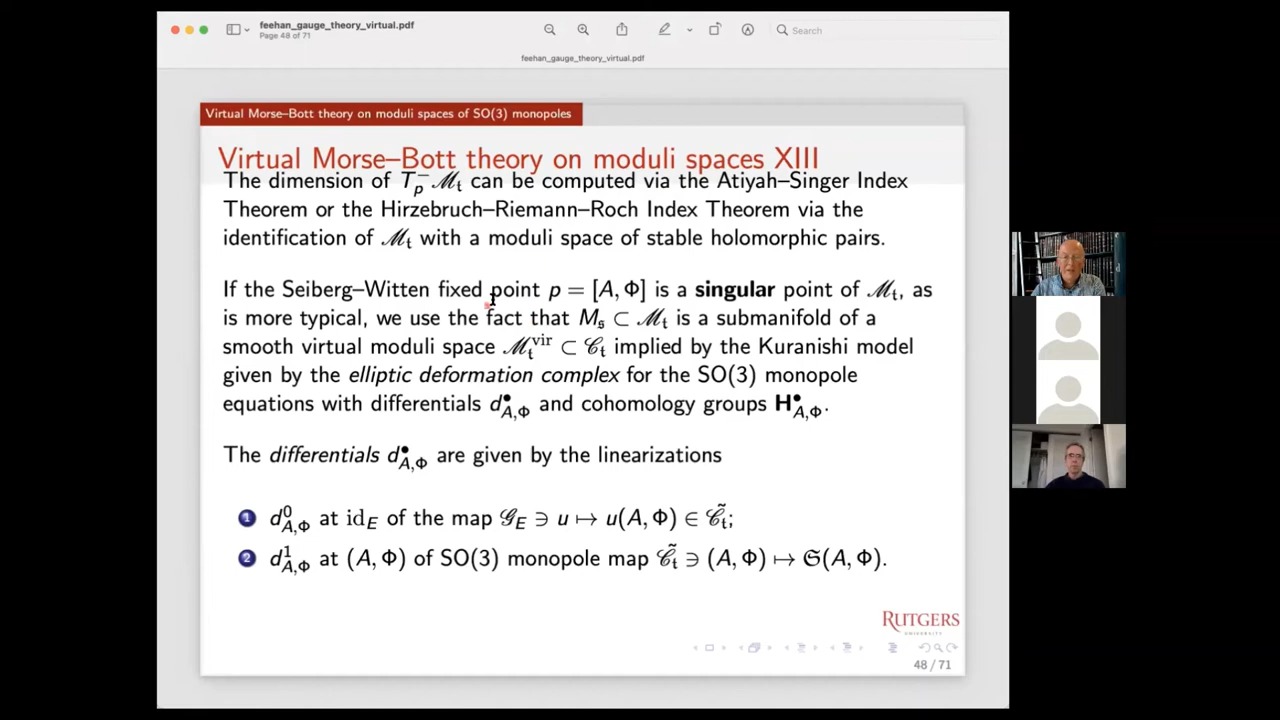 feehan_gauge_theory_virtual.pdf
Page 48 of 71
Search
feehan_gauge_theory_virtual.pdf
Virtual Morse–Bott theory on moduli spaces of SO(3) monopoles
Virtual Morse–Bott theory on moduli spaces XIII
The dimension of T_p^− ℳ_𝔱 can be computed via the Atiyah–Singer Index
Theorem or the Hirzebruch–Riemann–Roch Index Theorem via the
identification of ℳ_𝔱 with a moduli space of stable holomorphic pairs.
If the Seiberg–Witten fixed point p = [A, Φ] is a singular point of ℳ_𝔱, as
is more typical, we use the fact that M_𝔰 ⊂ ℳ_𝔱 is a submanifold of a
smooth virtual moduli space ℳ_𝔱^vir ⊂ 𝒞_𝔱 implied by the Kuranishi model
given by the elliptic deformation complex for the SO(3) monopole
equations with differentials d^•_{A,Φ} and cohomology groups 𝐇^•_{A,Φ}.
The differentials d^•_{A,Φ} are given by the linearizations
1 d^0_{A,Φ} at id_E of the map 𝒢_E ∋ u ↦ u(A, Φ) ∈ 𝒞̃_𝔱;
2 d^1_{A,Φ} at (A, Φ) of SO(3) monopole map 𝒞̃_𝔱 ∋ (A, Φ) ↦ 𝔖(A, Φ).
RUTGERS
UNIVERSITY
48 / 71